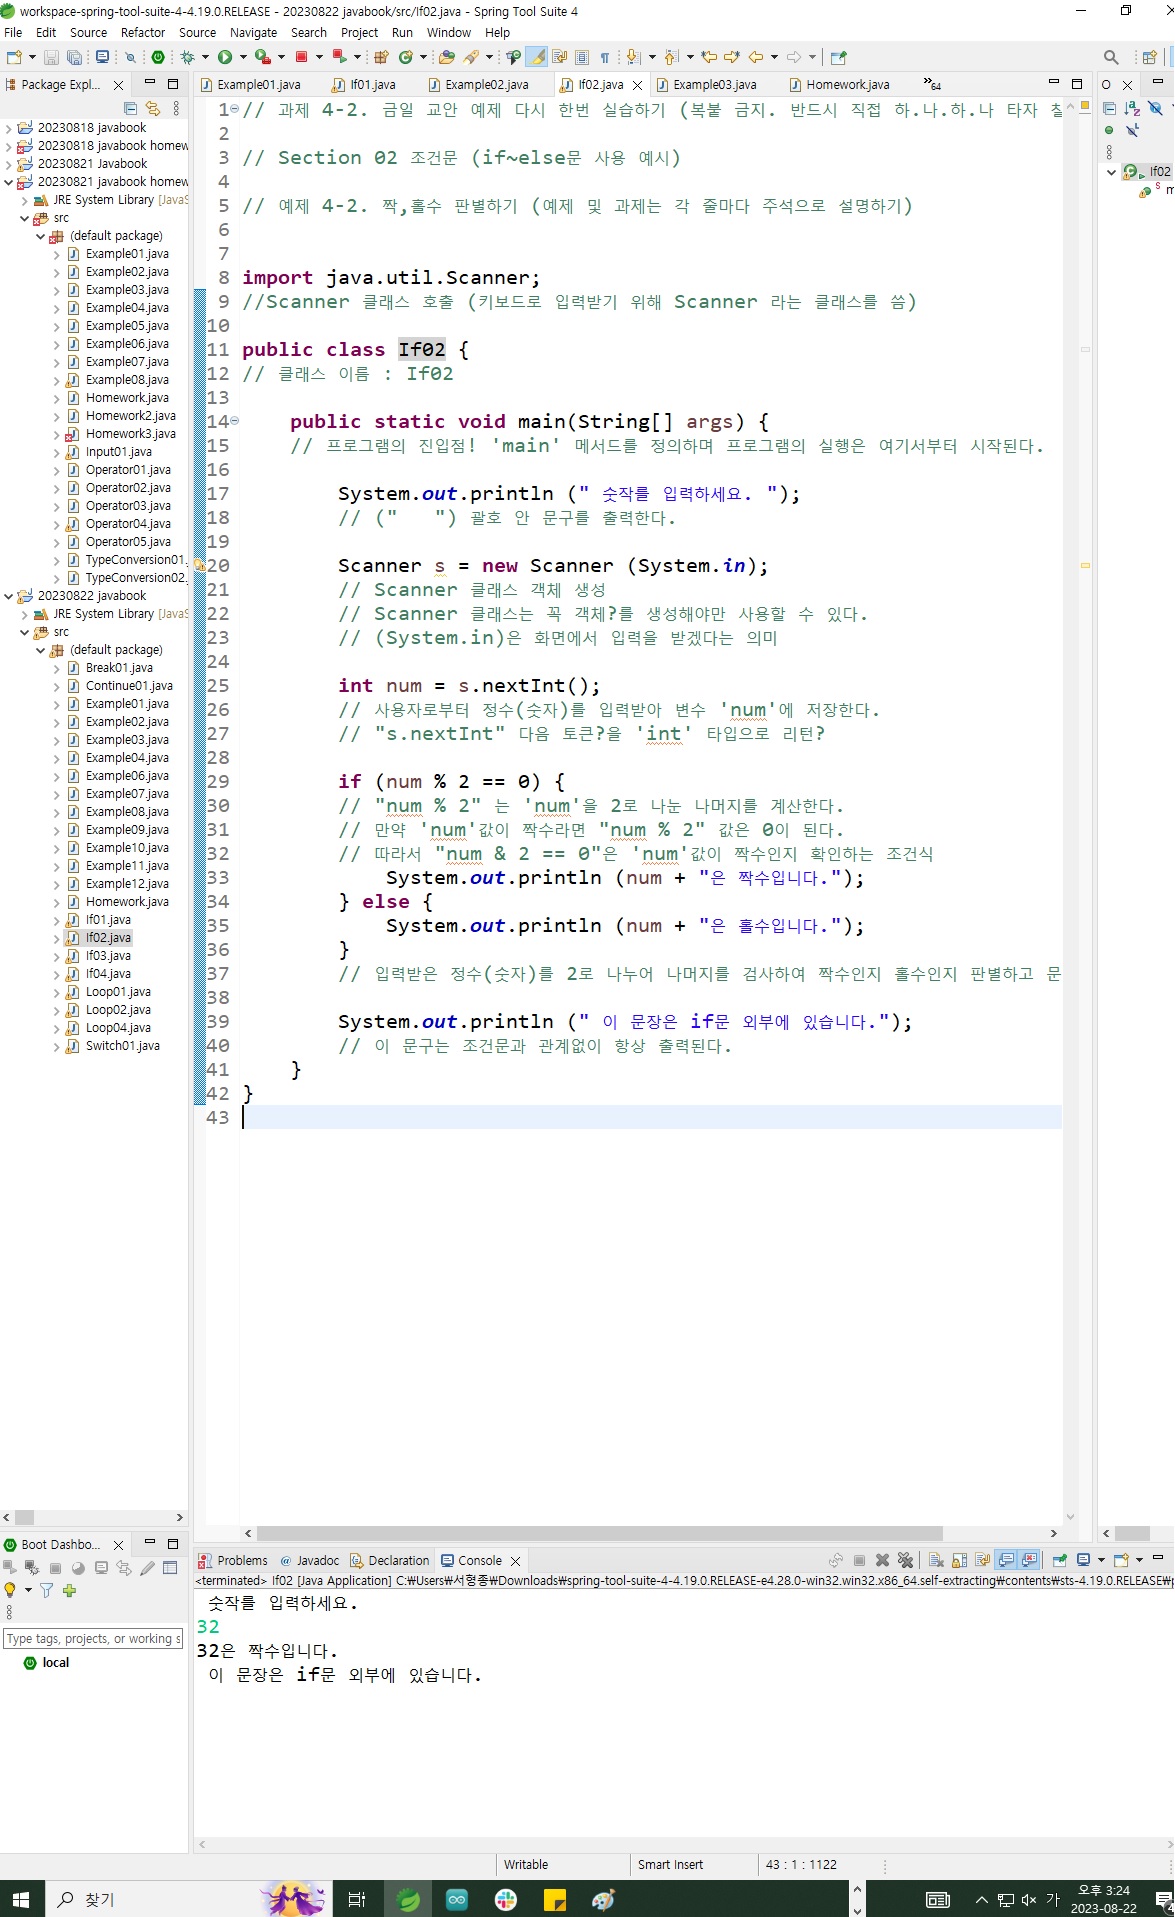 workspace-spring-tool-suite-4-4.19.0.RELEASE - 20230822 javabook/src/If02.java - Spring Tool Suite 4
File Edit Source Refactor Source Navigate Search Project Run Window Help
Package Expl...
Example01.java
If01.java
Example02.java
If02.java
Example03.java
Homework.java
64
O
20230818 javabook
20230818 javabook homew
20230821 Javabook
20230821 javabook homew
JRE System Library [JavaS
src
(default package)
Example01.java
Example02.java
Example03.java
Example04.java
Example05.java
Example06.java
Example07.java
Example08.java
Homework.java
Homework2.java
Homework3.java
Input01.java
Operator01.java
Operator02.java
Operator03.java
Operator04.java
Operator05.java
TypeConversion01.
TypeConversion02.
20230822 javabook
JRE System Library [JavaS
src
(default package)
Break01.java
Continue01.java
Example01.java
Example02.java
Example03.java
Example04.java
Example06.java
Example07.java
Example08.java
Example09.java
Example10.java
Example11.java
Example12.java
Homework.java
If01.java
If02.java
If03.java
If04.java
Loop01.java
Loop02.java
Loop04.java
Switch01.java
1 // 과제 4-2. 금일 교안 예제 다시 한번 실습하기 (복붙 금지. 반드시 직접 하.나.하.나 타자 칠
2
3 // Section 02 조건문 (if~else문 사용 예시)
4
5 // 예제 4-2. 짝,홀수 판별하기 (예제 및 과제는 각 줄마다 주석으로 설명하기)
6
7
8 import java.util.Scanner;
9 //Scanner 클래스 호출 (키보드로 입력받기 위해 Scanner 라는 클래스를 씀)
10
11 public class If02 {
12 // 클래스 이름 : If02
13
14 public static void main(String[] args) {
15 // 프로그램의 진입점! 'main' 메서드를 정의하며 프로그램의 실행은 여기서부터 시작된다.
16
17 System.out.println (" 숫작를 입력하세요. ");
18 // ("   ") 괄호 안 문구를 출력한다.
19
20 Scanner s = new Scanner (System.in);
21 // Scanner 클래스 객체 생성
22 // Scanner 클래스는 꼭 객체?를 생성해야만 사용할 수 있다.
23 // (System.in)은 화면에서 입력을 받겠다는 의미
24
25 int num = s.nextInt();
26 // 사용자로부터 정수(숫자)를 입력받아 변수 'num'에 저장한다.
27 // "s.nextInt" 다음 토큰?을 'int' 타입으로 리턴?
28
29 if (num % 2 == 0) {
30 // "num % 2" 는 'num'을 2로 나눈 나머지를 계산한다.
31 // 만약 'num'값이 짝수라면 "num % 2" 값은 0이 된다.
32 // 따라서 "num & 2 == 0"은 'num'값이 짝수인지 확인하는 조건식
33 System.out.println (num + "은 짝수입니다.");
34 } else {
35 System.out.println (num + "은 홀수입니다.");
36 }
37 // 입력받은 정수(숫자)를 2로 나누어 나머지를 검사하여 짝수인지 홀수인지 판별하고 문
38
39 System.out.println (" 이 문장은 if문 외부에 있습니다.");
40 // 이 문구는 조건문과 관계없이 항상 출력된다.
41 }
42 }
43
If02
Boot Dashbo...
Type tags, projects, or working s
local
Problems @ Javadoc Declaration Console
<terminated> If02 [Java Application] C:₩Users₩서형종₩Downloads₩spring-tool-suite-4-4.19.0.RELEASE-e4.28.0-win32.win32.x86_64.self-extracting₩contents₩sts-4.19.0.RELEASE₩p
숫작를 입력하세요.
32
32은 짝수입니다.
이 문장은 if문 외부에 있습니다.
Writable Smart Insert 43 : 1 : 1122
찾기
가
오후 3:24
2023-08-22